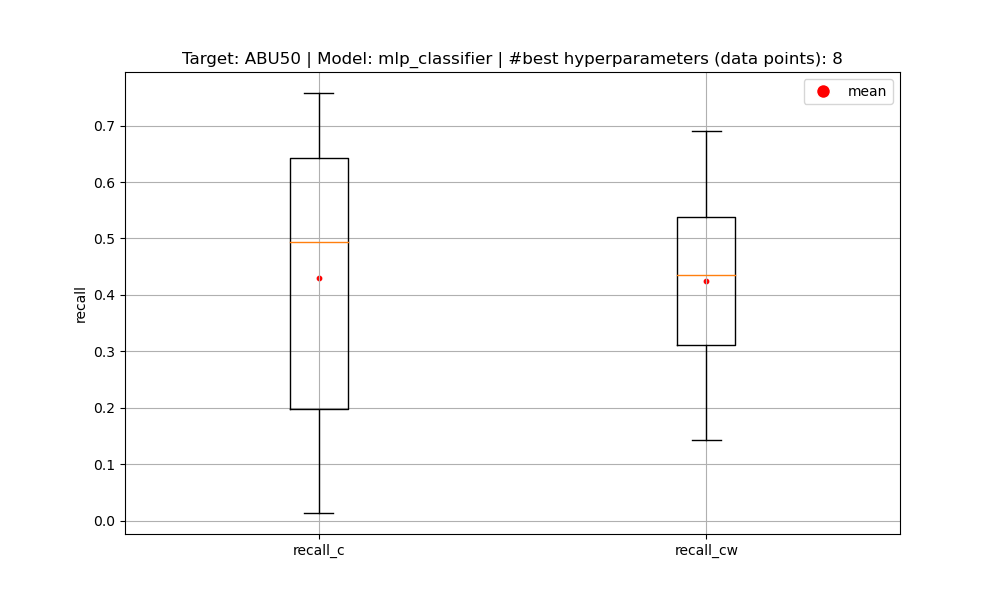 Target: ABU50 | Model: mlp_classifier | #best hyperparameters (data points): 8
mean
0.7
0.6
0.5
0.4
0.3
0.2
0.1
0.0
recall
recall_c
recall_cw